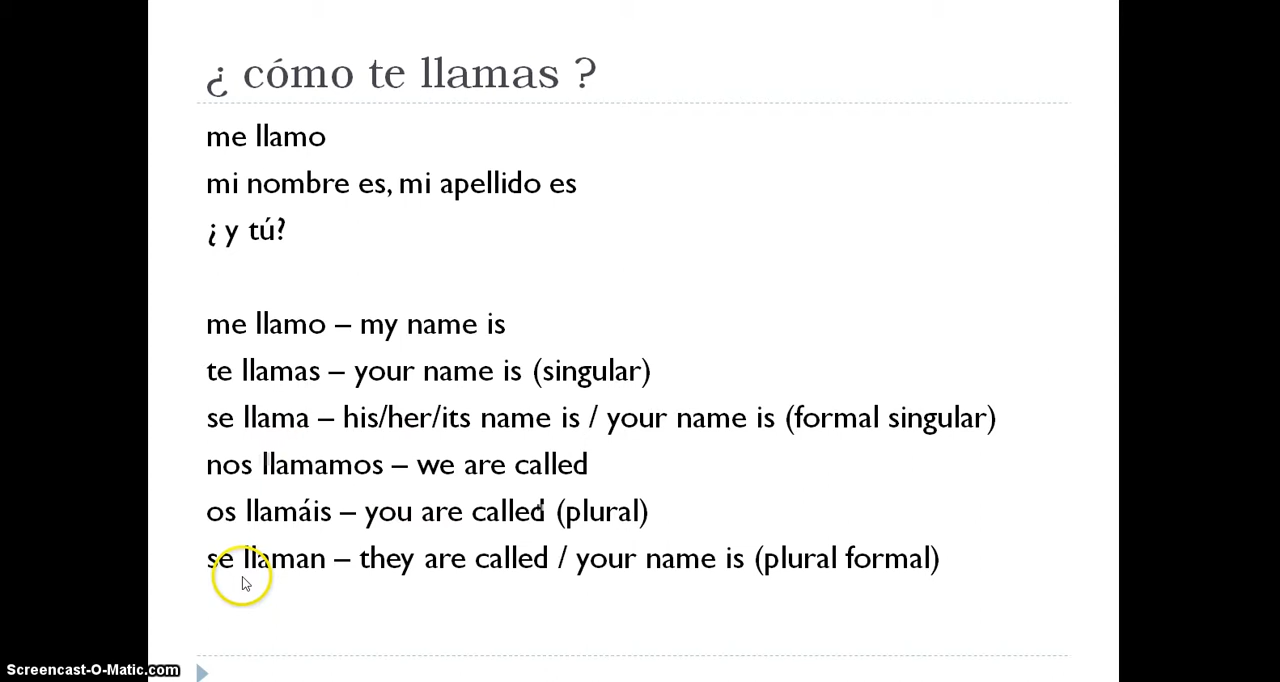 ¿ cómo te llamas ?
me llamo
mi nombre es, mi apellido es
¿ y tú?
me llamo – my name is
te llamas – your name is (singular)
se llama – his/her/its name is / your name is (formal singular)
nos llamamos – we are called
os llamáis – you are called (plural)
se llaman – they are called / your name is (plural formal)
Screencast-O-Matic.com